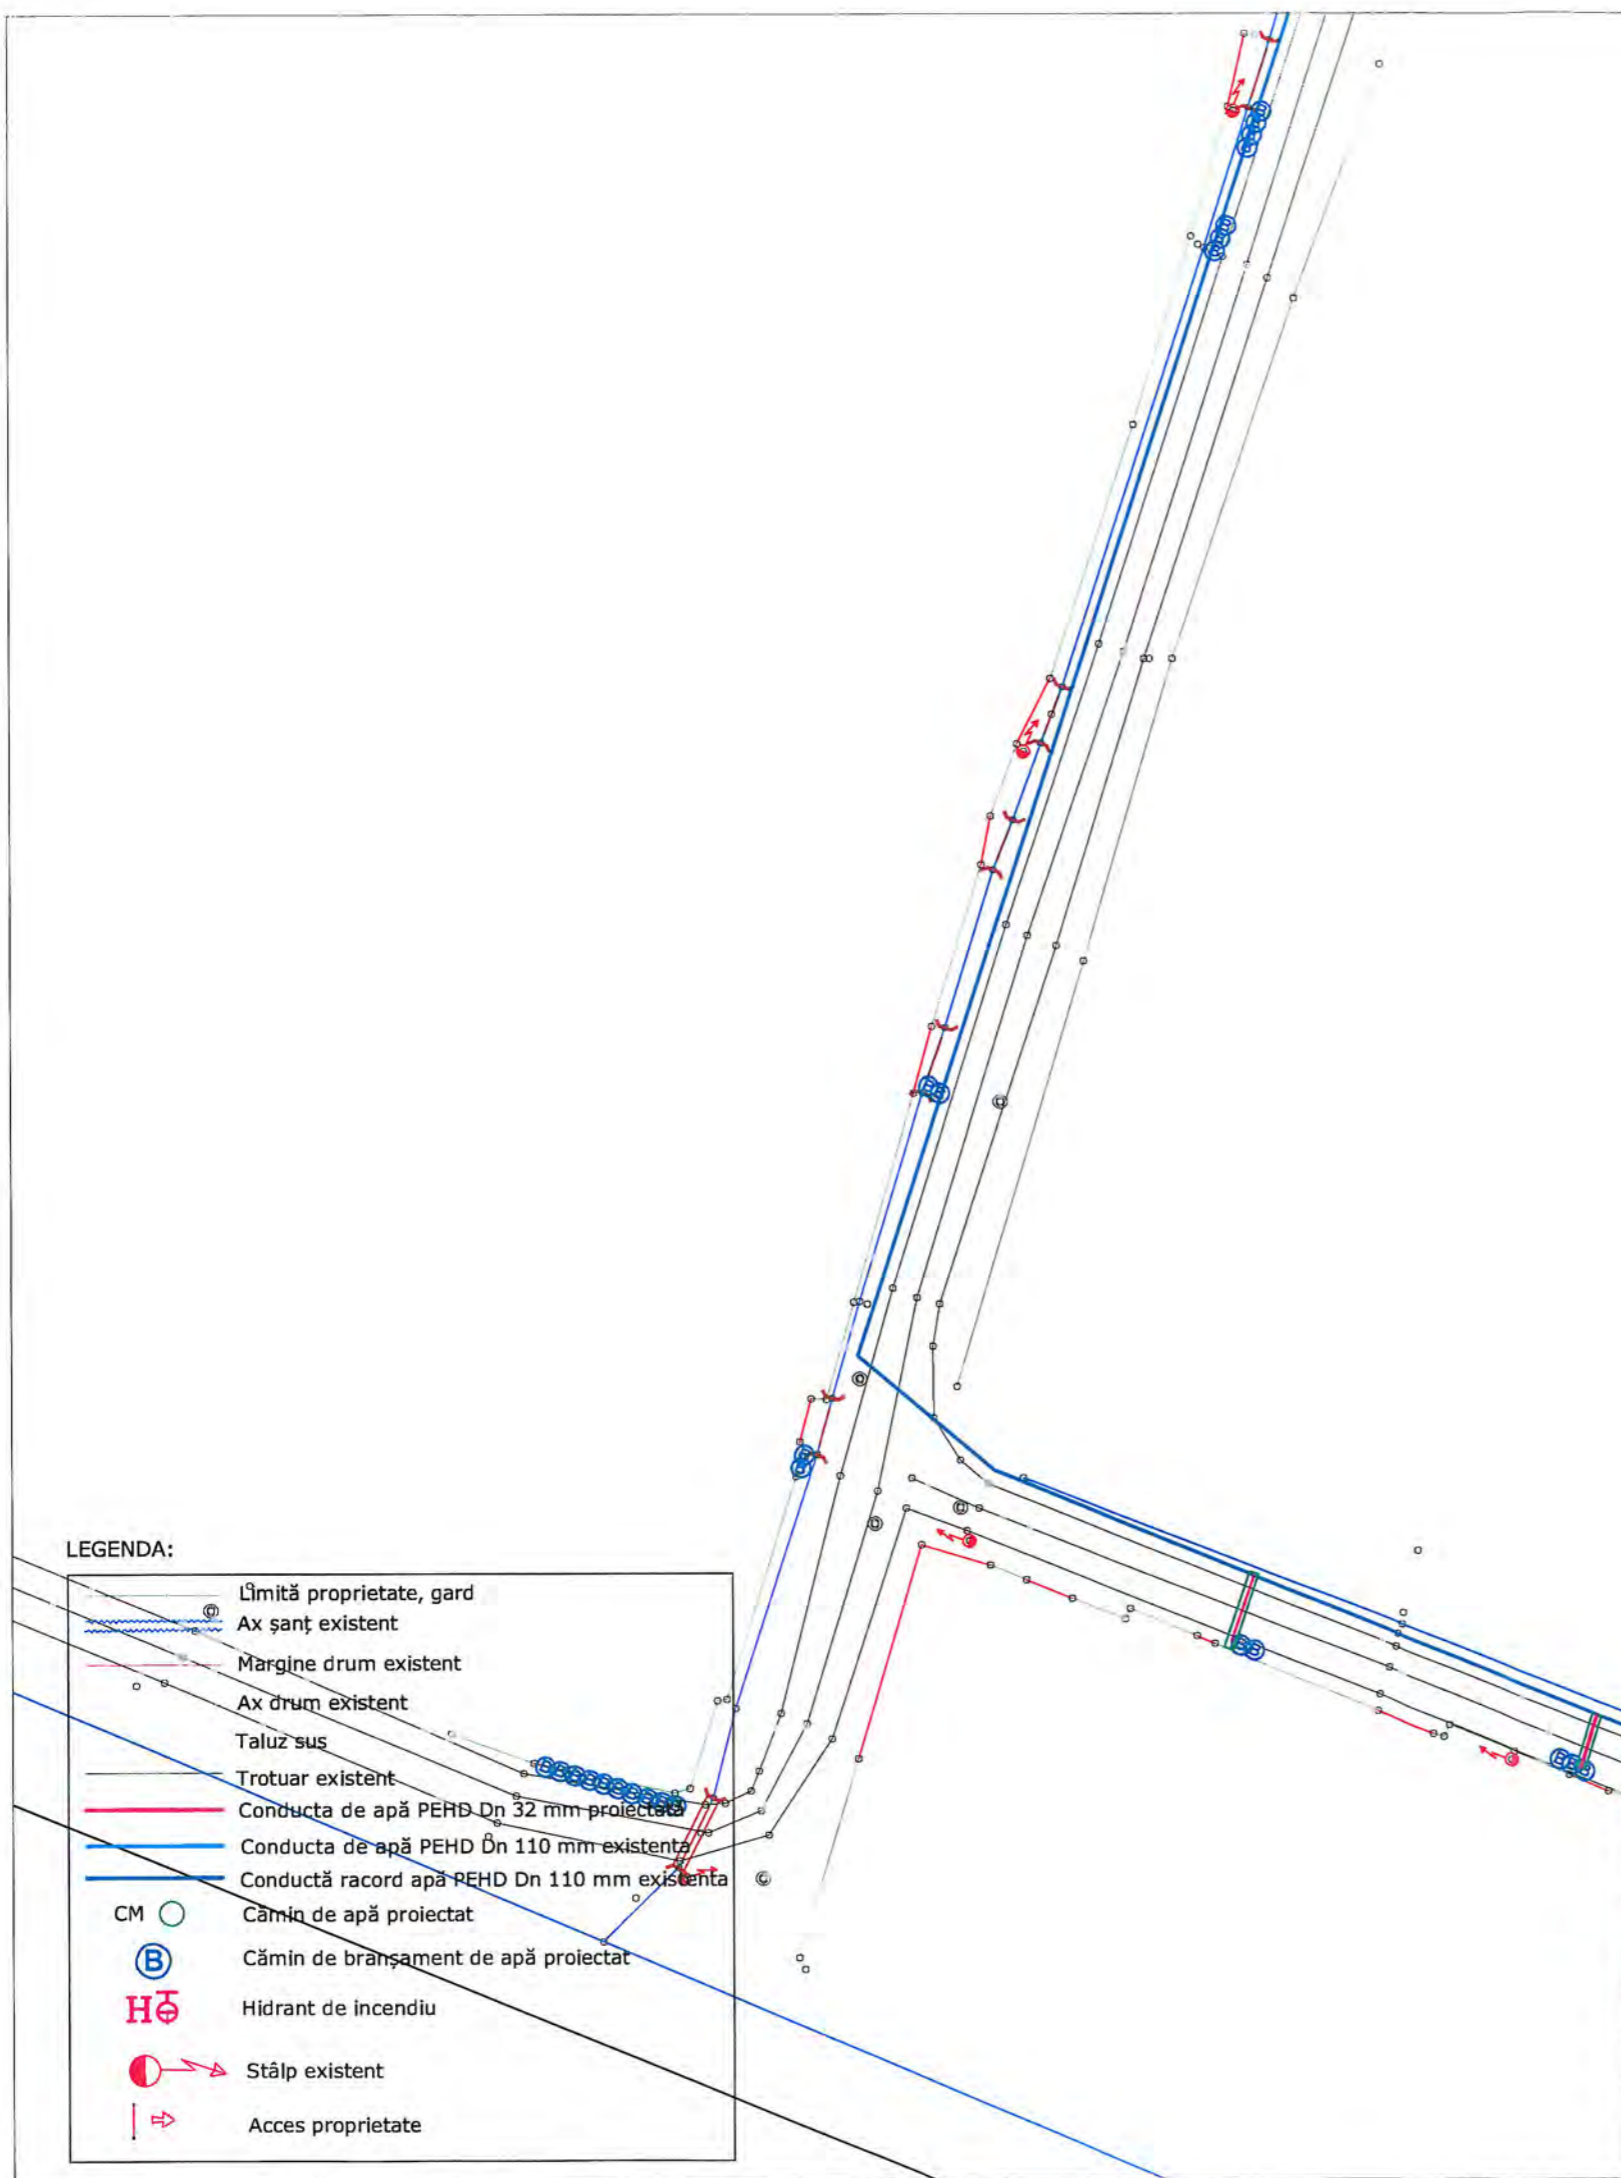 LEGENDA:
Limită proprietate, gard
Ax șanț existent
Margine drum existent
Ax drum existent
Taluz sus
Trotuar existent
Conducta de apă PEHD Dn 32 mm proiectată
Conducta de apă PEHD Dn 110 mm existenta
Conductă racord apă PEHD Dn 110 mm existenta
CM Cămin de apă proiectat
B Cămin de branșament de apă proiectat
H Hidrant de incendiu
Stâlp existent
Acces proprietate